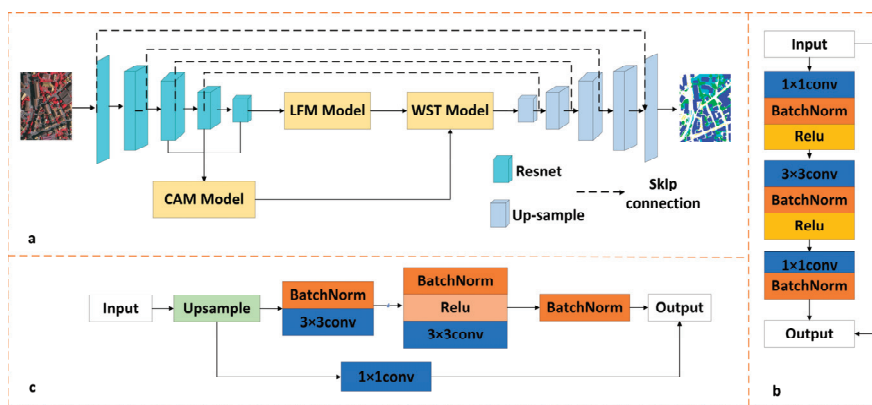 LFM Model
WST Model
CAM Model
Resnet
Up-sample
Skip
connection
a
Input
1×1conv
BatchNorm
Relu
3×3conv
BatchNorm
Relu
1×1conv
BatchNorm
Output
b
Input
Upsample
BatchNorm
3×3conv
BatchNorm
Relu
3×3conv
BatchNorm
Output
1×1conv
c